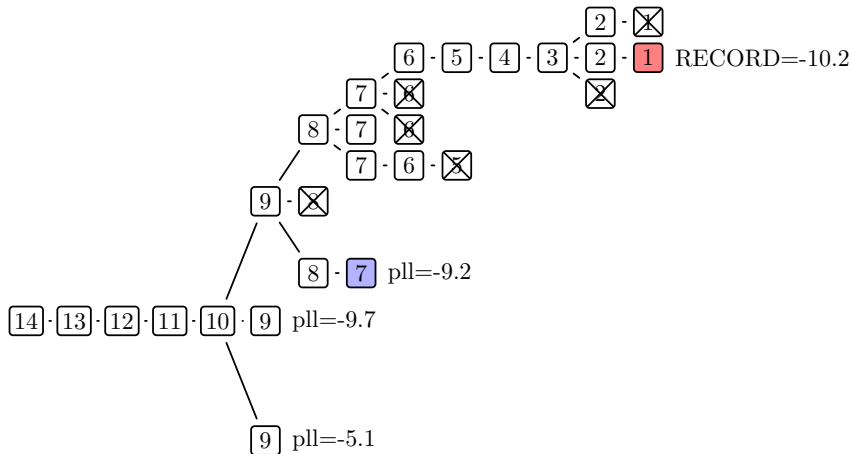 2 1
6 5 4 3 2 1 RECORD=-10.2
7 6 2
8 7 6
7 6 5
9 8
8 7 pll=-9.2
14 13 12 11 10 9 pll=-9.7
9 pll=-5.1